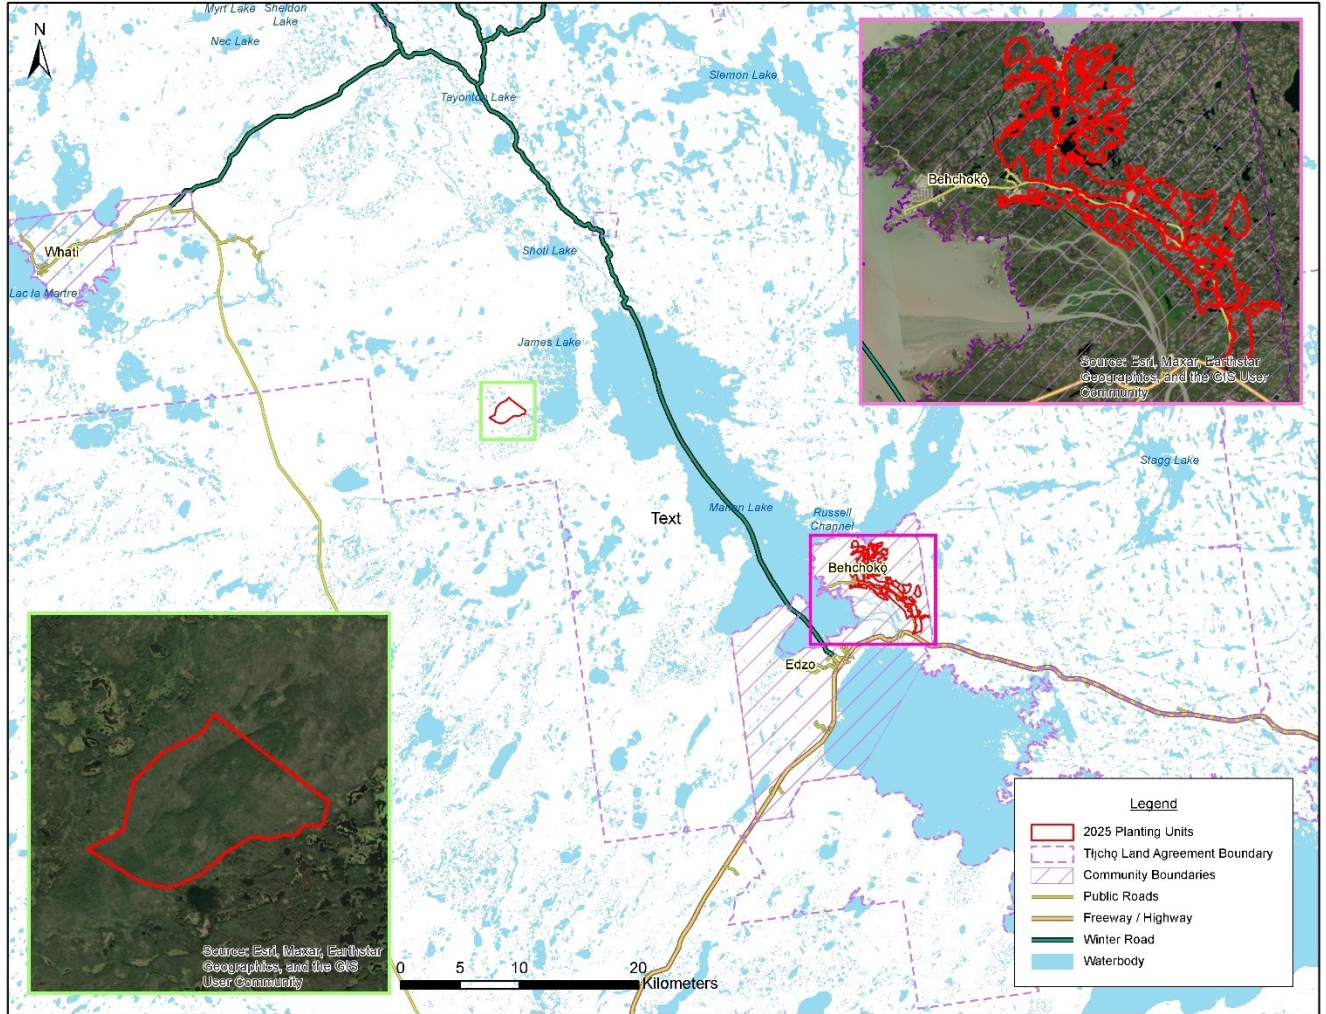 Myrt Lake
Sheldon
Lake
N
Nec Lake
Slemon Lake
Tayonton Lake
Behchokǫ̀
Whatì
Shoti Lake
Lac la Martre
James Lake
Source: Esri, Maxar, Earthstar
Geographics, and the GIS User
Community
Stagg Lake
Text
Marian Lake
Russell
Channel
Behchokǫ̀
Edzo
Legend
2025 Planting Units
Tłı̨chǫ Land Agreement Boundary
Community Boundaries
Public Roads
Freeway / Highway
Winter Road
Waterbody
Source: Esri, Maxar, Earthstar
Geographics, and the GIS
User Community
0 5 10 20
Kilometers